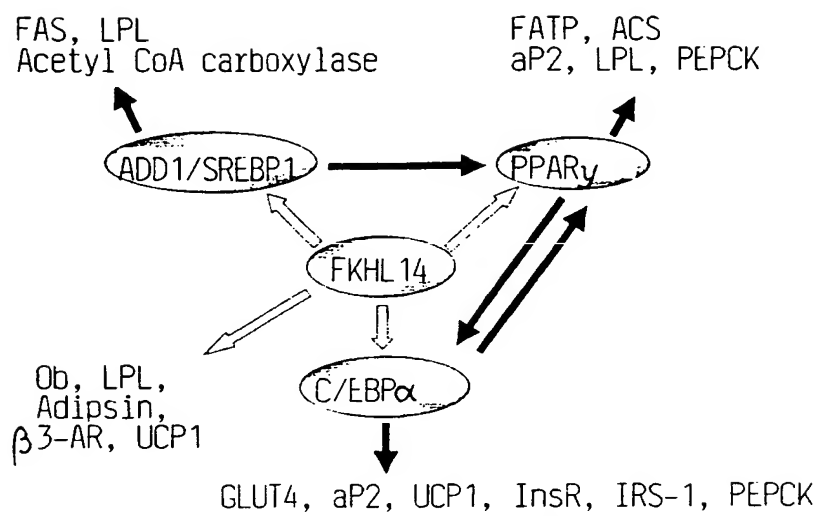 FAS, LPL
Acetyl CoA carboxylase
FATP, ACS
aP2, LPL, PEPCK
ADD1/SREBP1
PPARγ
FKHL14
C/EBPα
Ob, LPL,
Adipsin,
β3-AR, UCP1
GLUT4, aP2, UCP1, InsR, IRS-1, PEPCK